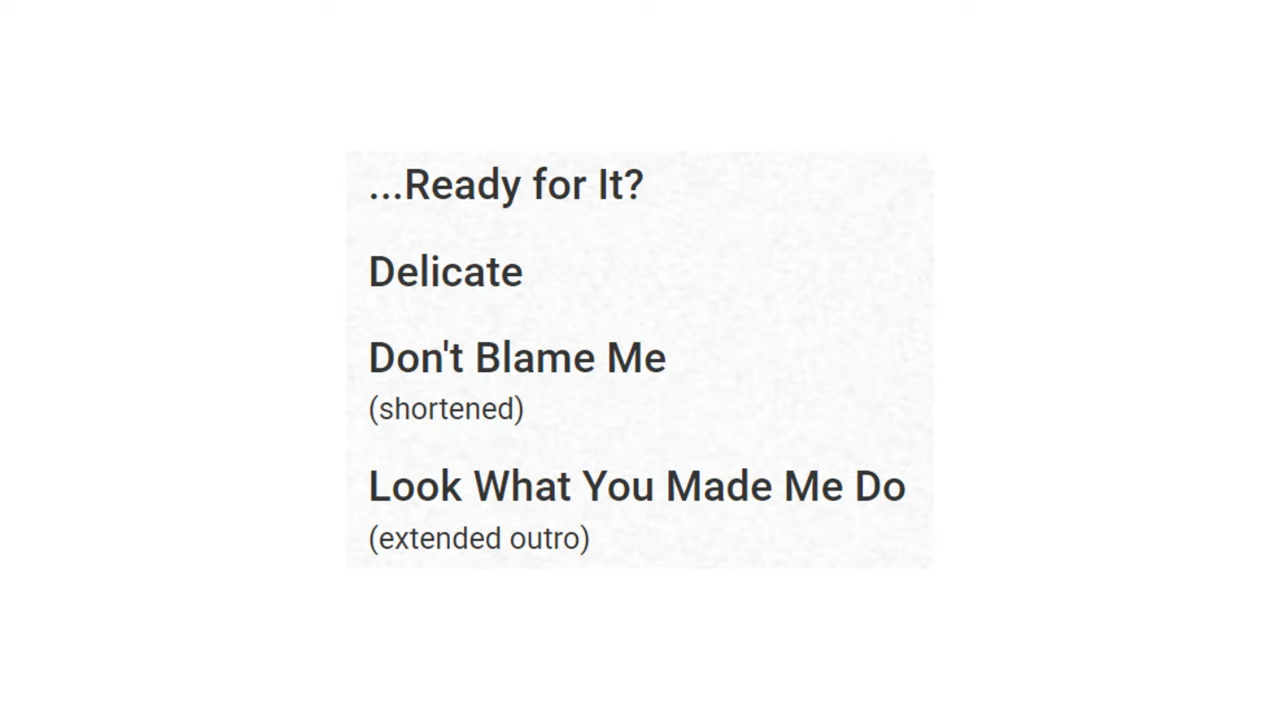 ...Ready for It?
Delicate
Don't Blame Me
(shortened)
Look What You Made Me Do
(extended outro)